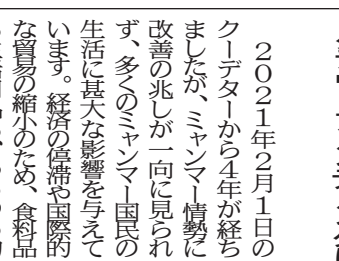 ２０２１年２月１日の
クーデターから４年が経ち
ましたが、ミャンマー情勢に
改善の兆しが一向に見られ
ず、多くのミャンマー国民の
生活に甚大な影響を与えて
います。経済の停滞や国際的
な貿易の縮小のため、食料品